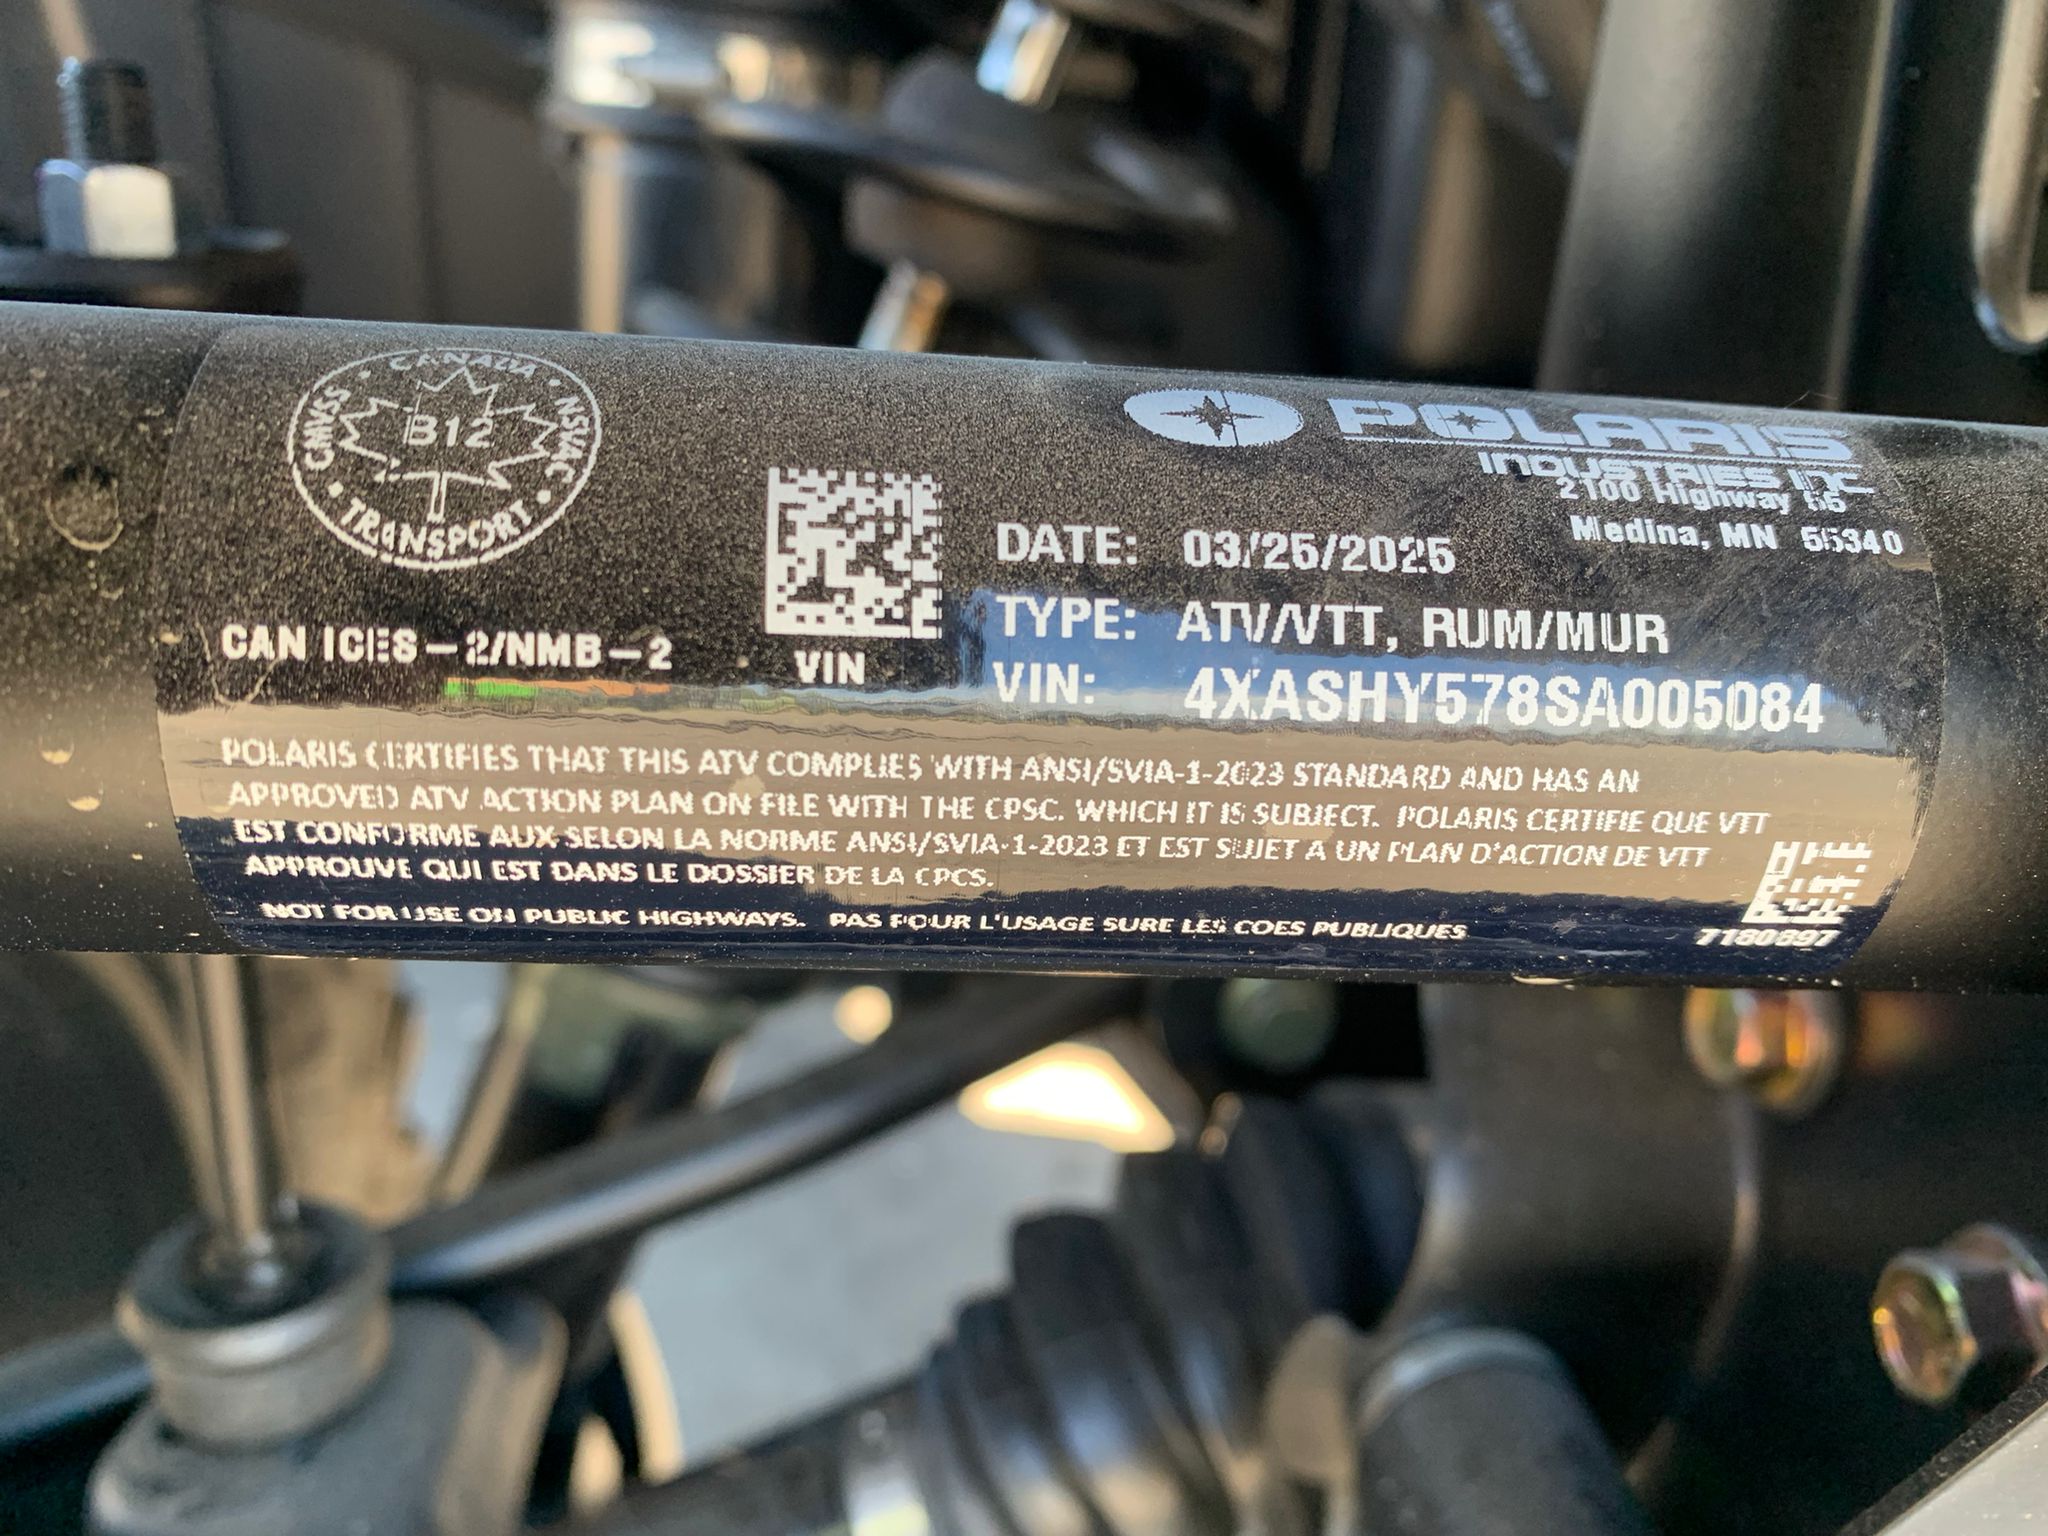 CANADA
CMVSS • NSVAC
B12
TRANSPORT
POLARIS
INDUSTRIES INC
2100 Highway 55
Medina, MN 55340
DATE: 03/25/2025
TYPE: ATV/VTT, RUM/MUR
CAN ICES - 2/NMB - 2
VIN
VIN: 4XASHY578SA005084
POLARIS CERTIFIES THAT THIS ATV COMPLIES WITH ANSI/SVIA-1-2023 STANDARD AND HAS AN
APPROVED ATV ACTION PLAN ON FILE WITH THE CPSC. WHICH IT IS SUBJECT. POLARIS CERTIFIE QUE VTT
EST CONFORME AUX SELON LA NORME ANSI/SVIA-1-2023 ET EST SUJET A UN PLAN D'ACTION DE VTT
APPROUVE QUI EST DANS LE DOSSIER DE LA CPCS.
NOT FOR USE ON PUBLIC HIGHWAYS. PAS POUR L'USAGE SURE LES COES PUBLIQUES
7180897